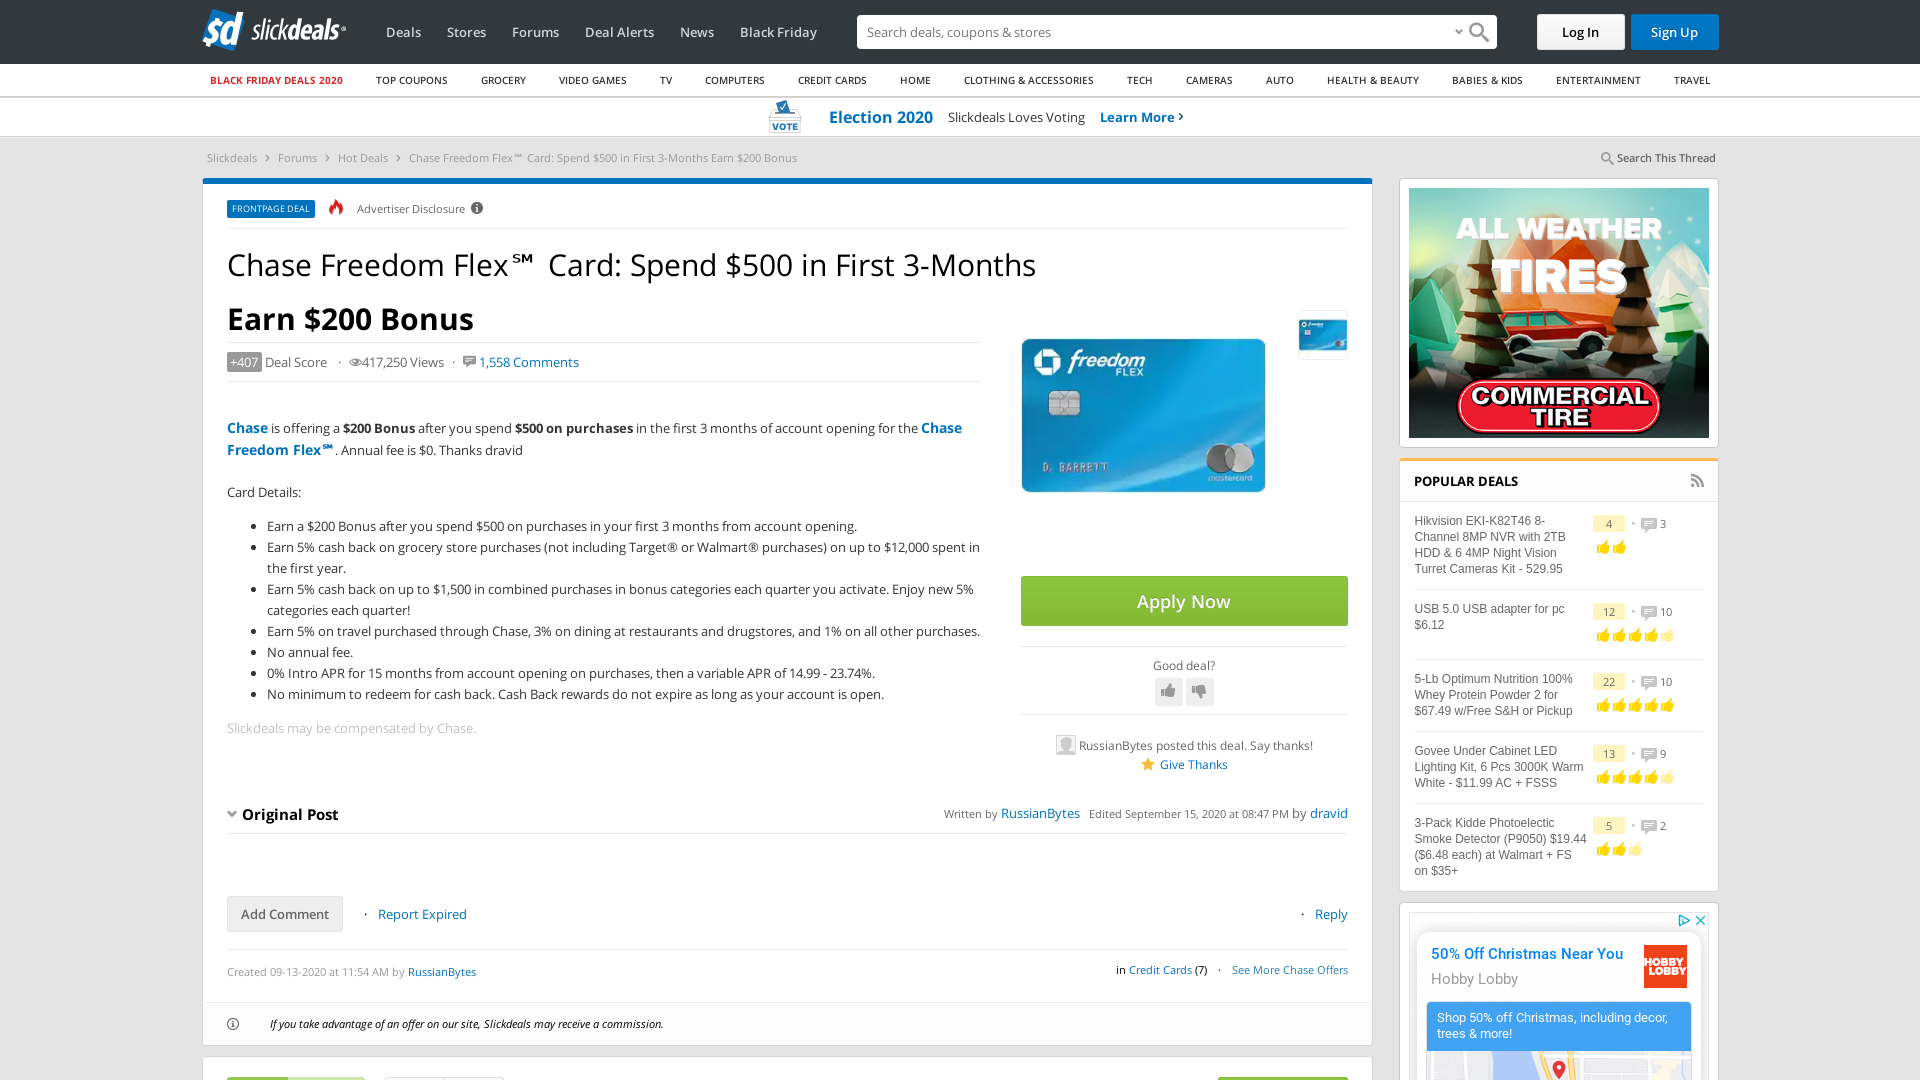 slickdeals
Deals
Stores
Forums
Deal Alerts
News
Black Friday
Search deals, coupons & stores
Log In
Sign Up
BLACK FRIDAY DEALS 2020
TOP COUPONS
GROCERY
VIDEO GAMES
TV
COMPUTERS
CREDIT CARDS
HOME
CLOTHING & ACCESSORIES
TECH
CAMERAS
AUTO
HEALTH & BEAUTY
BABIES & KIDS
ENTERTAINMENT
TRAVEL
VOTE
Election 2020 Slickdeals Loves Voting Learn More
Slickdeals › Forums › Hot Deals › Chase Freedom Flex℠ Card: Spend $500 in First 3-Months Earn $200 Bonus
Search This Thread
FRONTPAGE DEAL
Advertiser Disclosure
Chase Freedom Flex℠ Card: Spend $500 in First 3-Months
Earn $200 Bonus
+407 Deal Score · 417,250 Views · 1,558 Comments
Chase is offering a $200 Bonus after you spend $500 on purchases in the first 3 months of account opening for the Chase
Freedom Flex℠. Annual fee is $0. Thanks dravid
Card Details:
• Earn a $200 Bonus after you spend $500 on purchases in your first 3 months from account opening.
• Earn 5% cash back on grocery store purchases (not including Target® or Walmart® purchases) on up to $12,000 spent in
the first year.
• Earn 5% cash back on up to $1,500 in combined purchases in bonus categories each quarter you activate. Enjoy new 5%
categories each quarter!
• Earn 5% on travel purchased through Chase, 3% on dining at restaurants and drugstores, and 1% on all other purchases.
• No annual fee.
• 0% Intro APR for 15 months from account opening on purchases, then a variable APR of 14.99 - 23.74%.
• No minimum to redeem for cash back. Cash Back rewards do not expire as long as your account is open.
Slickdeals may be compensated by Chase.
freedom
FLEX
D. BARRETT
mastercard
Apply Now
Good deal?
RussianBytes posted this deal. Say thanks!
Give Thanks
Original Post
Written by RussianBytes Edited September 15, 2020 at 08:47 PM by dravid
Add Comment · Report Expired
· Reply
Created 09-13-2020 at 11:54 AM by RussianBytes
in Credit Cards (7) · See More Chase Offers
If you take advantage of an offer on our site, Slickdeals may receive a commission.
ALL WEATHER
TIRES
COMMERCIAL
TIRE
POPULAR DEALS
Hikvision EKI-K82T46 8-
Channel 8MP NVR with 2TB
HDD & 6 4MP Night Vision
Turret Cameras Kit - 529.95
4 • 3
USB 5.0 USB adapter for pc
$6.12
12 • 10
5-Lb Optimum Nutrition 100%
Whey Protein Powder 2 for
$67.49 w/Free S&H or Pickup
22 • 10
Govee Under Cabinet LED
Lighting Kit, 6 Pcs 3000K Warm
White - $11.99 AC + FSSS
13 • 9
3-Pack Kidde Photoelectic
Smoke Detector (P9050) $19.44
($6.48 each) at Walmart + FS
on $35+
5 • 2
50% Off Christmas Near You
Hobby Lobby
HOBBY
LOBBY
Shop 50% off Christmas, including decor,
trees & more!